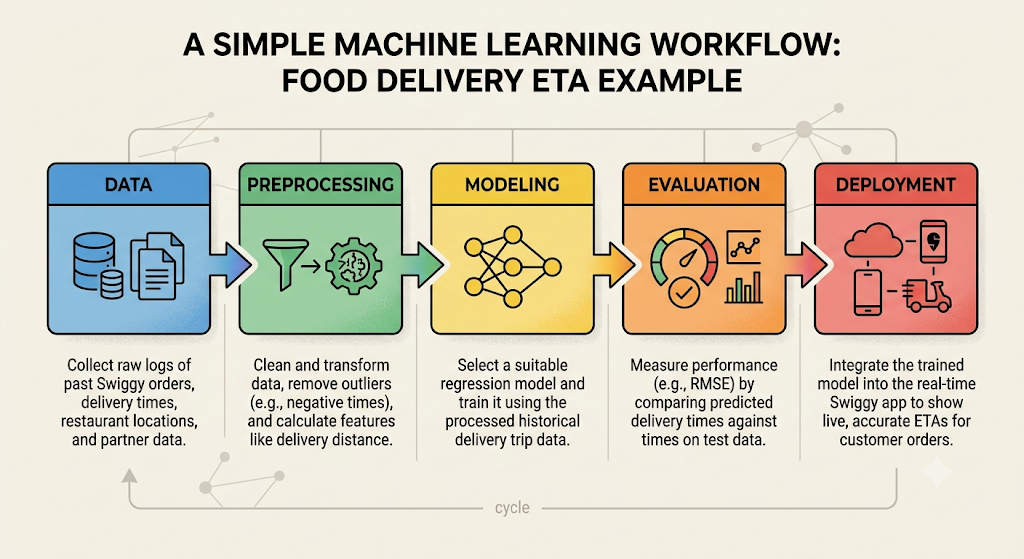 A SIMPLE MACHINE LEARNING WORKFLOW:
FOOD DELIVERY ETA EXAMPLE
DATA
Collect raw logs of
past Swiggy orders,
delivery times,
restaurant locations,
and partner data.
PREPROCESSING
Clean and transform
data, remove outliers
(e.g., negative times),
and calculate features
like delivery distance.
MODELING
Select a suitable
regression model and
train it using the
processed historical
delivery trip data.
EVALUATION
Measure performance
(e.g., RMSE) by
comparing predicted
delivery times against
times on test data.
DEPLOYMENT
Integrate the trained
model into the real-time
Swiggy app to show
live, accurate ETAs for
customer orders.
cycle